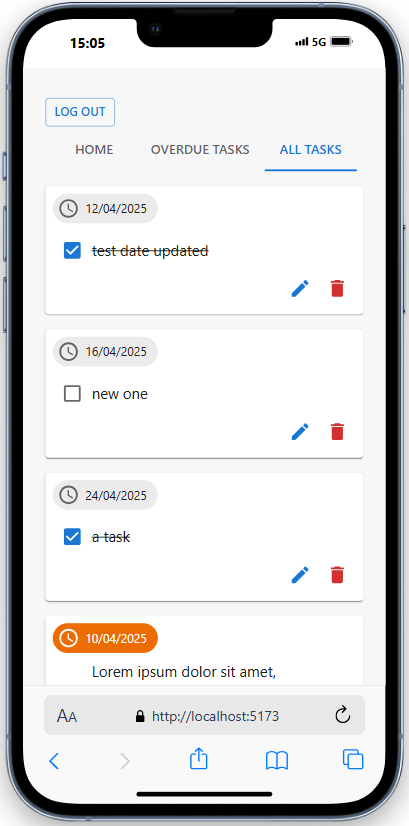 15:05
5G
LOG OUT
HOME OVERDUE TASKS ALL TASKS
12/04/2025
test date updated
16/04/2025
new one
24/04/2025
a task
10/04/2025
Lorem ipsum dolor sit amet,
AA http://localhost:5173